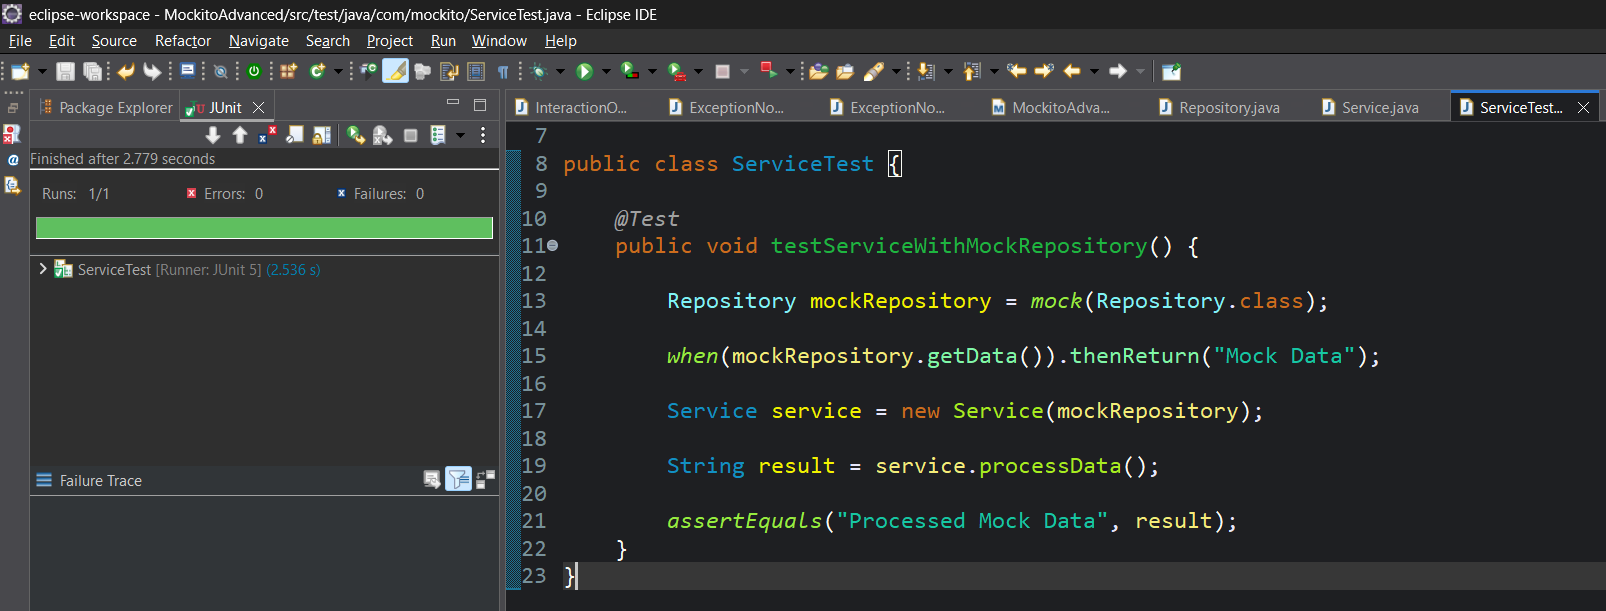 eclipse-workspace - MockitoAdvanced/src/test/java/com/mockito/ServiceTest.java - Eclipse IDE
File Edit Source Refactor Navigate Search Project Run Window Help
Package Explorer JUnit
Finished after 2.779 seconds
Runs: 1/1 Errors: 0 Failures: 0
ServiceTest [Runner: JUnit 5] (2.536 s)
Failure Trace
InteractionO... ExceptionNo... ExceptionNo... MockitoAdva... Repository.java Service.java ServiceTest...
7
8 public class ServiceTest {
9
10     @Test
11     public void testServiceWithMockRepository() {
12
13         Repository mockRepository = mock(Repository.class);
14
15         when(mockRepository.getData()).thenReturn("Mock Data");
16
17         Service service = new Service(mockRepository);
18
19         String result = service.processData();
20
21         assertEquals("Processed Mock Data", result);
22     }
23 }